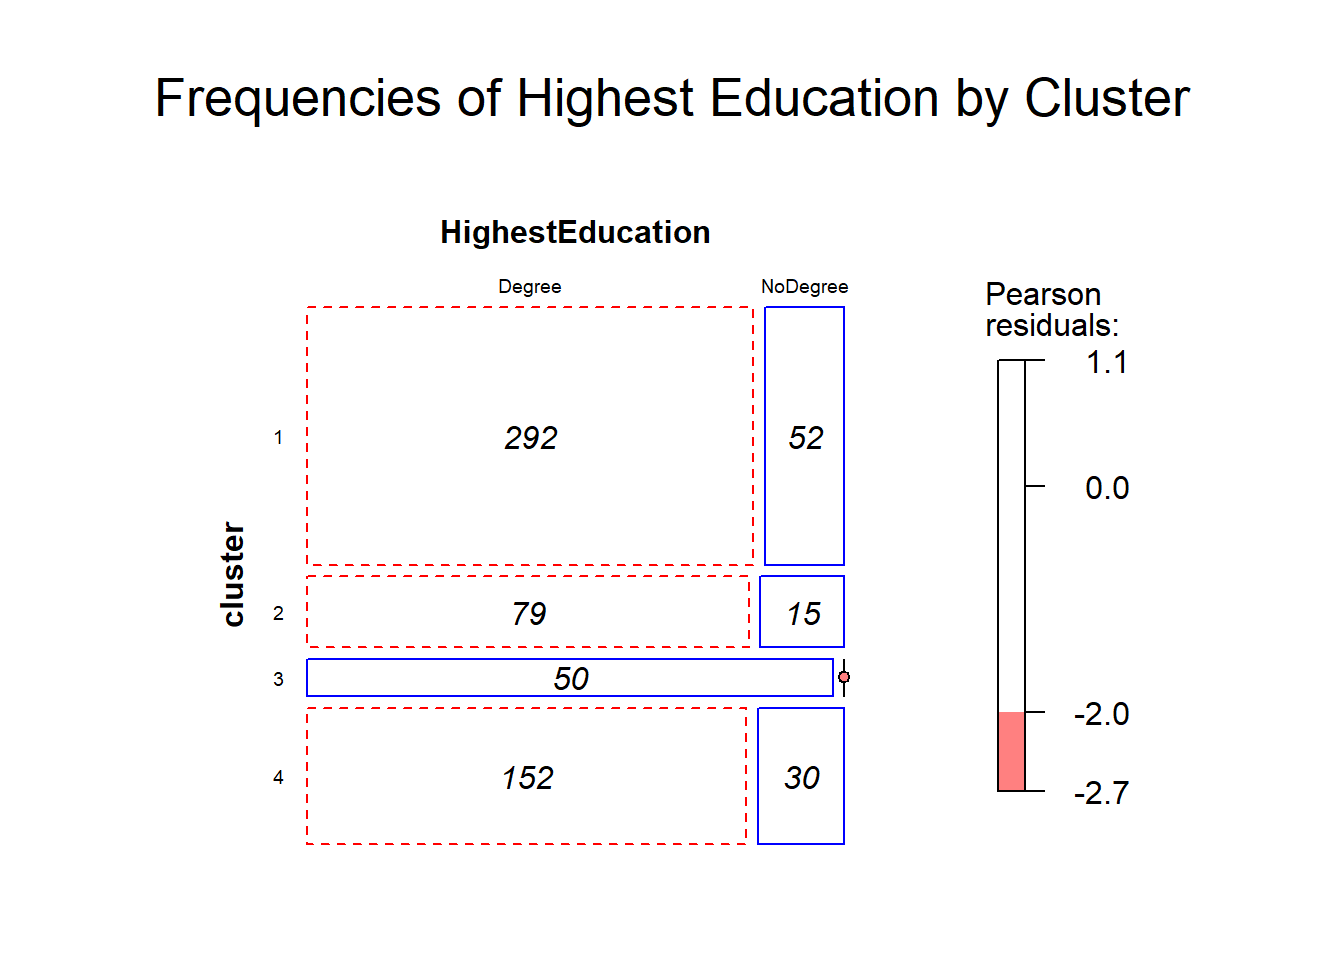 Frequencies of Highest Education by Cluster
HighestEducation
Degree NoDegree
Pearson
residuals:
1.1
0.0
-2.0
-2.7
cluster
1 292 52
2 79 15
3 50
4 152 30